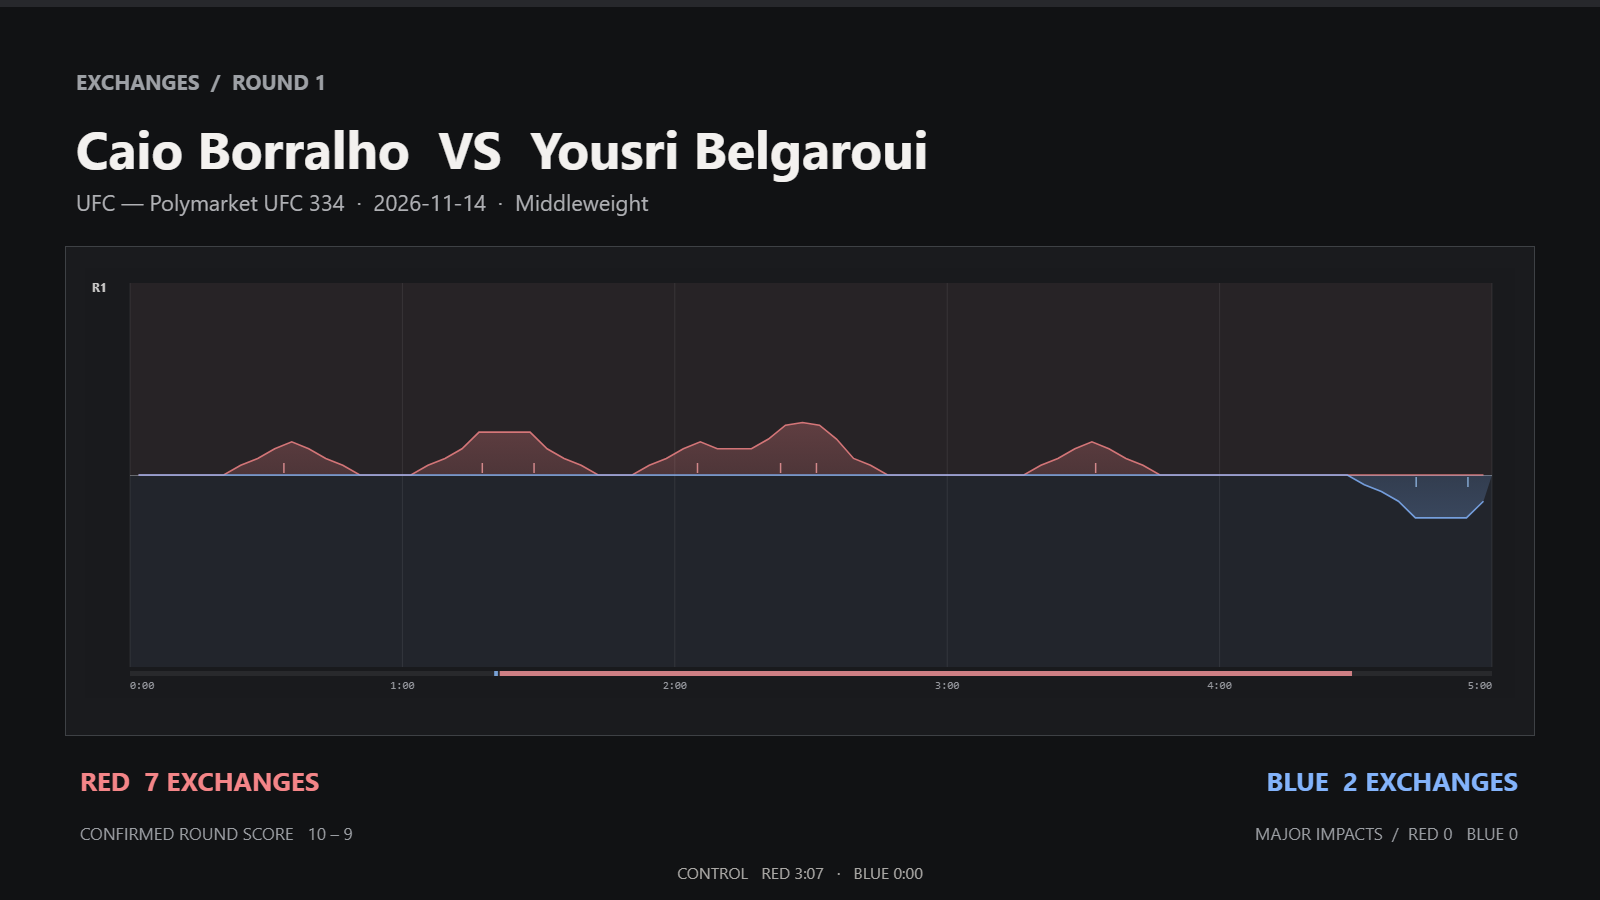 EXCHANGES / ROUND 1
Caio Borralho VS Yousri Belgaroui
UFC — Polymarket UFC 334 · 2026-11-14 · Middleweight
R1
0:00 1:00 2:00 3:00 4:00 5:00
RED 7 EXCHANGES BLUE 2 EXCHANGES
CONFIRMED ROUND SCORE 10 – 9 MAJOR IMPACTS / RED 0 BLUE 0
CONTROL RED 3:07 · BLUE 0:00